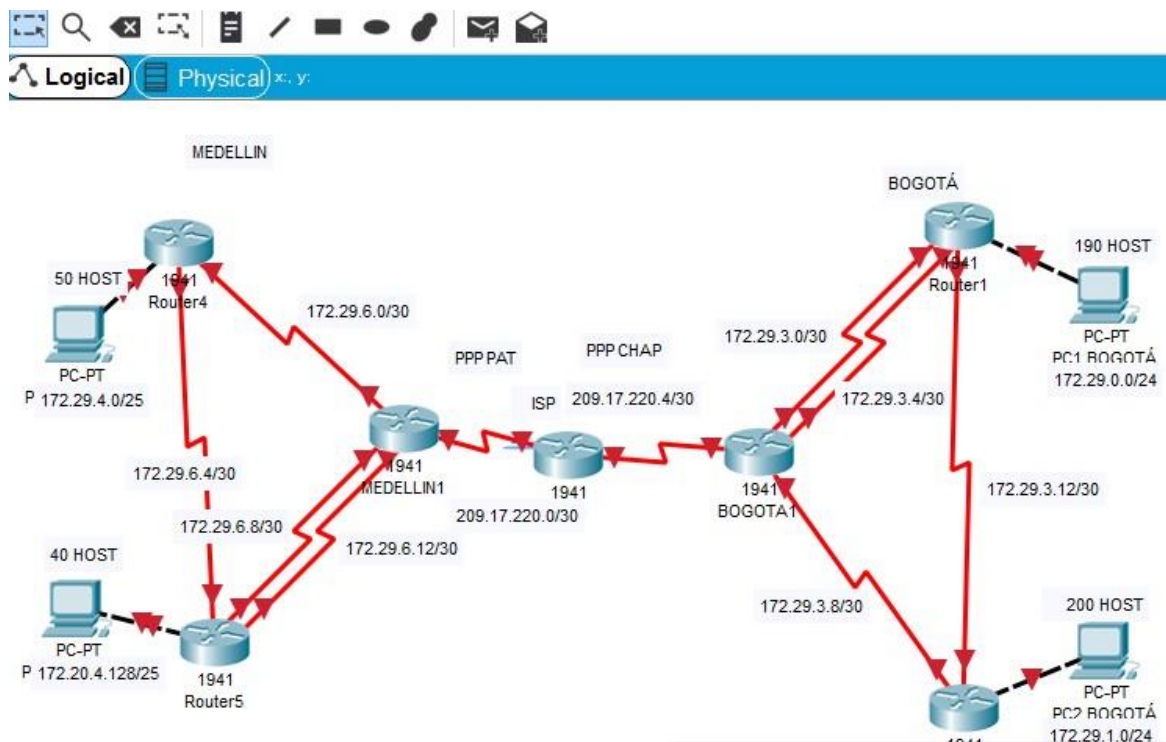 Logical
Physical
x:, y:
MEDELLIN
BOGOTÁ
50 HOST
1941
Router4
172.29.6.0/30
PC-PT
P 172.29.4.0/25
190 HOST
1941
Router1
PC-PT
PC1 BOGOTÁ
172.29.0.0/24
172.29.3.0/30
172.29.3.4/30
PPP PAT
PPP CHAP
ISP
209.17.220.4/30
172.29.6.4/30
1941
MEDELLIN1
1941
1941
BOGOTA1
209.17.220.0/30
172.29.3.12/30
172.29.6.8/30
172.29.6.12/30
40 HOST
PC-PT
P 172.20.4.128/25
1941
Router5
172.29.3.8/30
200 HOST
PC-PT
PC2 BOGOTÁ
172.29.1.0/24
1941